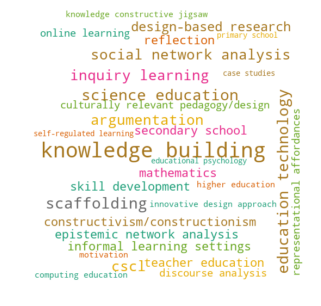 knowledge constructive jigsaw
design-based research
online learning
primary school
reflection
social network analysis
inquiry learning
case studies
science education
culturally relevant pedagogy/design
argumentation
self-regulated learning
secondary school
knowledge building
educational psychology
mathematics
skill development
higher education
scaffolding
innovative design approach
constructivism/constructionism
epistemic network analysis
informal learning settings
motivation
cscl
teacher education
computing education
discourse analysis
education technology
representational affordances